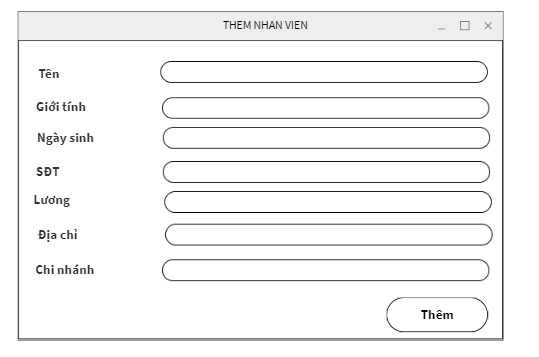 THEM NHAN VIEN
Tên
Giới tính
Ngày sinh
SĐT
Lương
Địa chỉ
Chi nhánh
Thêm